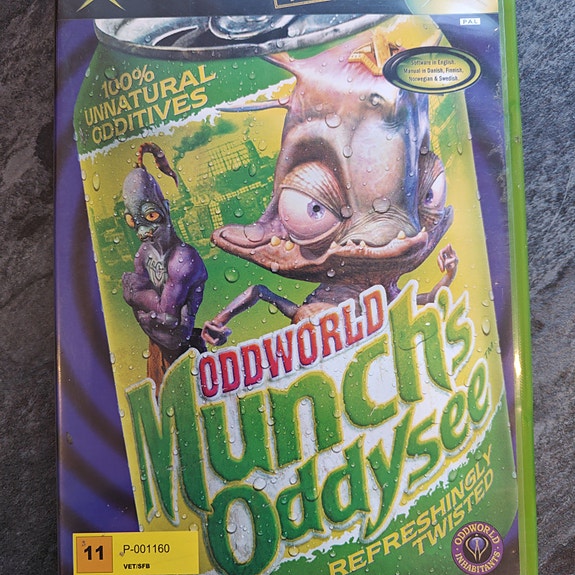 PAL
Software in English.
Manual in Danish, Finnish,
Norwegian & Swedish.
100%
UNNATURAL
ODDITIVES
ODDWORLD
Munch's
Oddysee
REFRESHINGLY
TWISTED
ODDWORLD
INHABITANTS
11
P-001160
VET/SFB